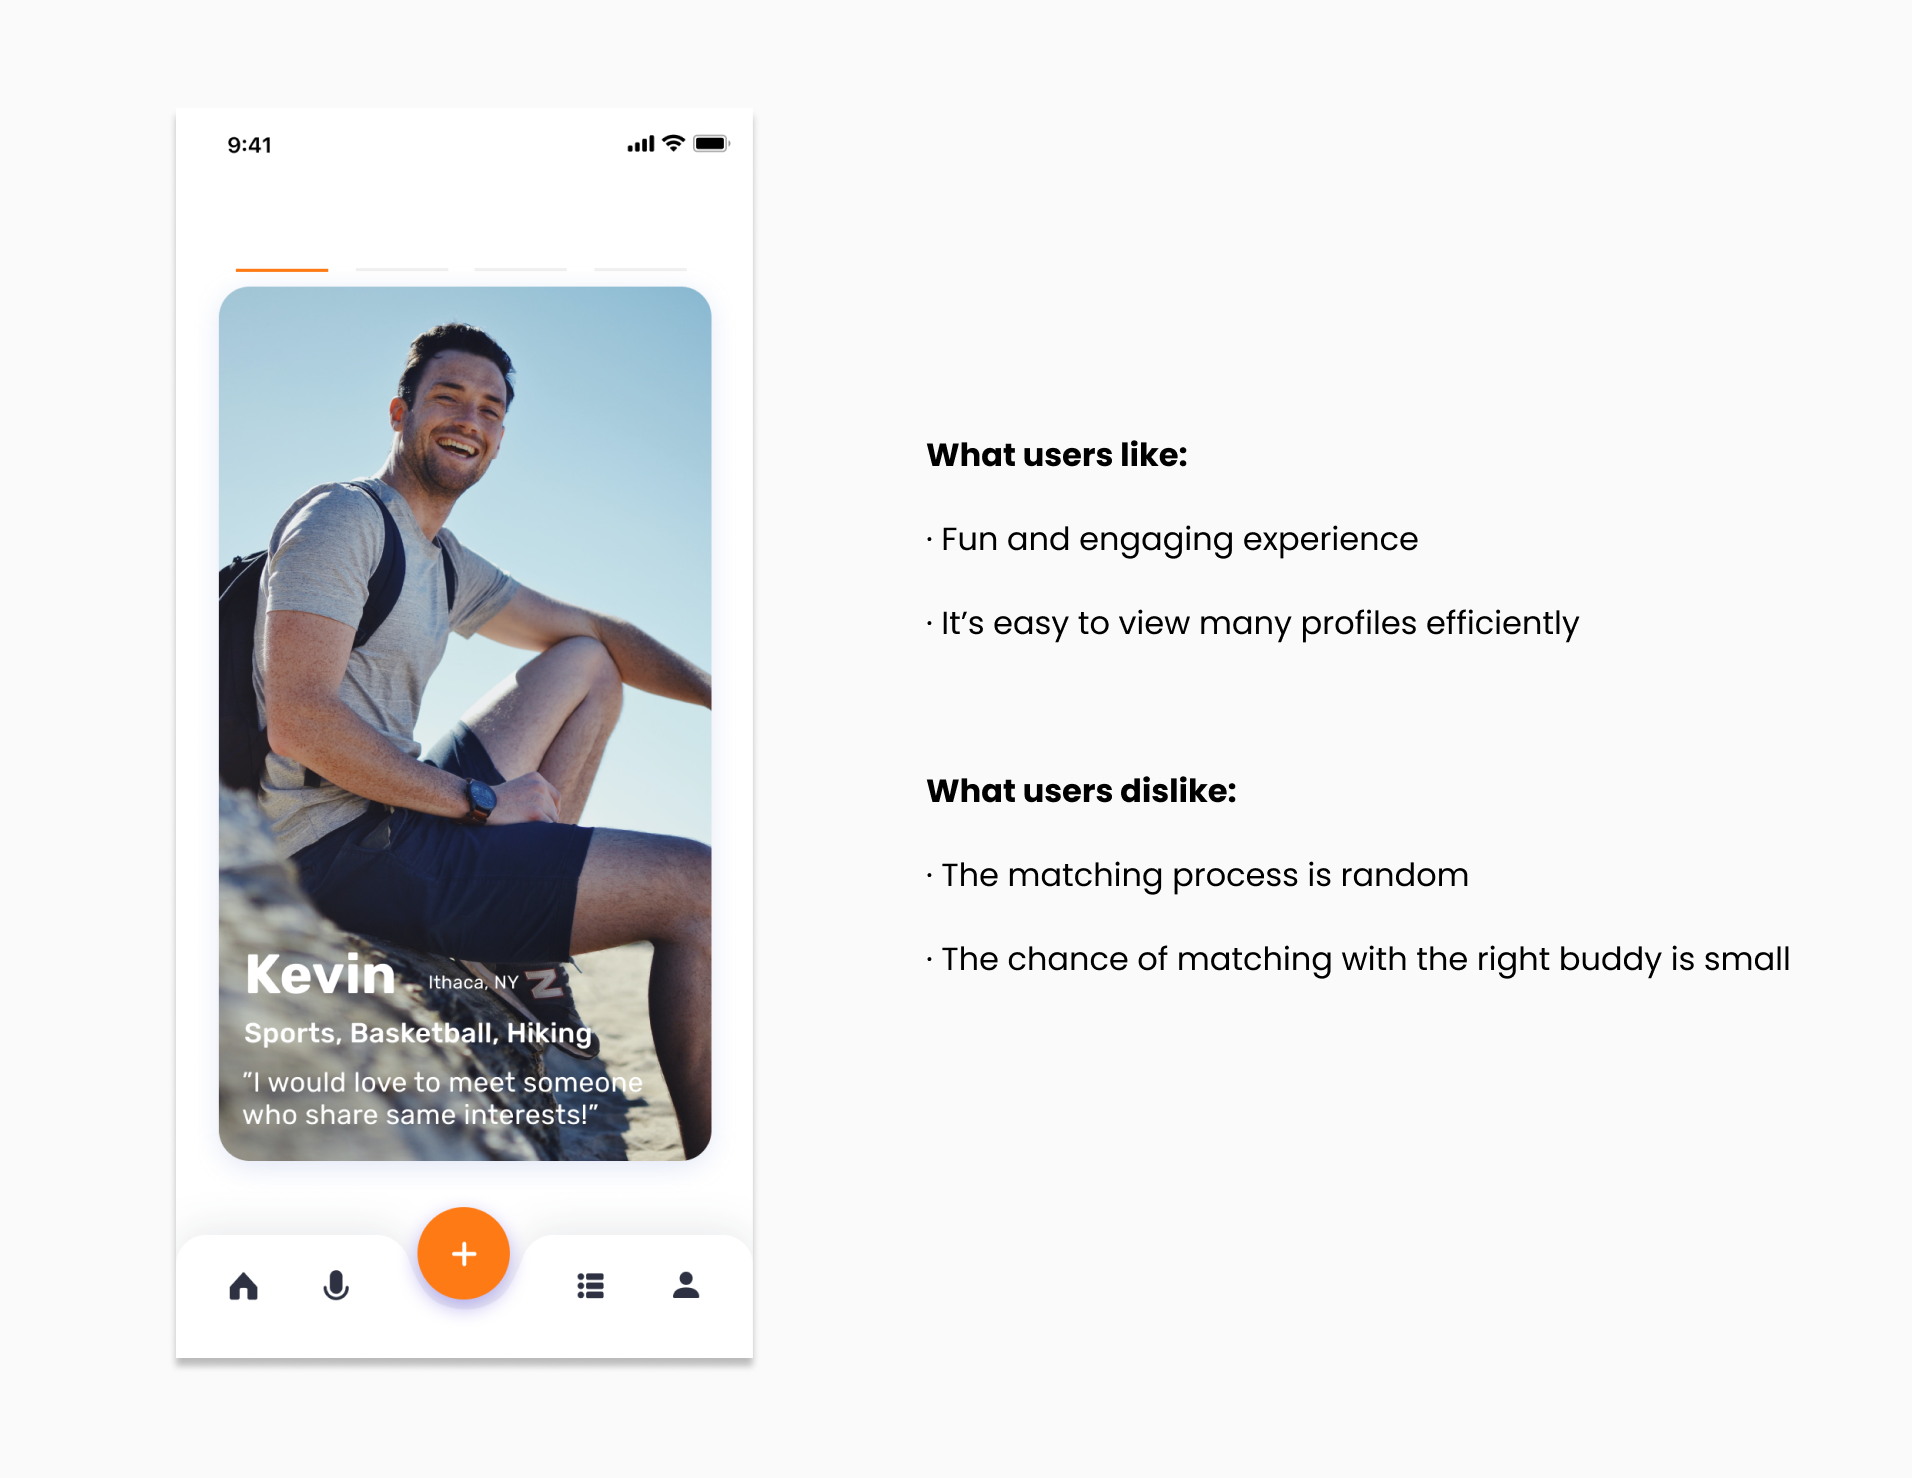 9:41
Kevin Ithaca, NY
Sports, Basketball, Hiking
”I would love to meet someone
who share same interests!”
N
What users like:
· Fun and engaging experience
· It’s easy to view many profiles efficiently
What users dislike:
· The matching process is random
· The chance of matching with the right buddy is small